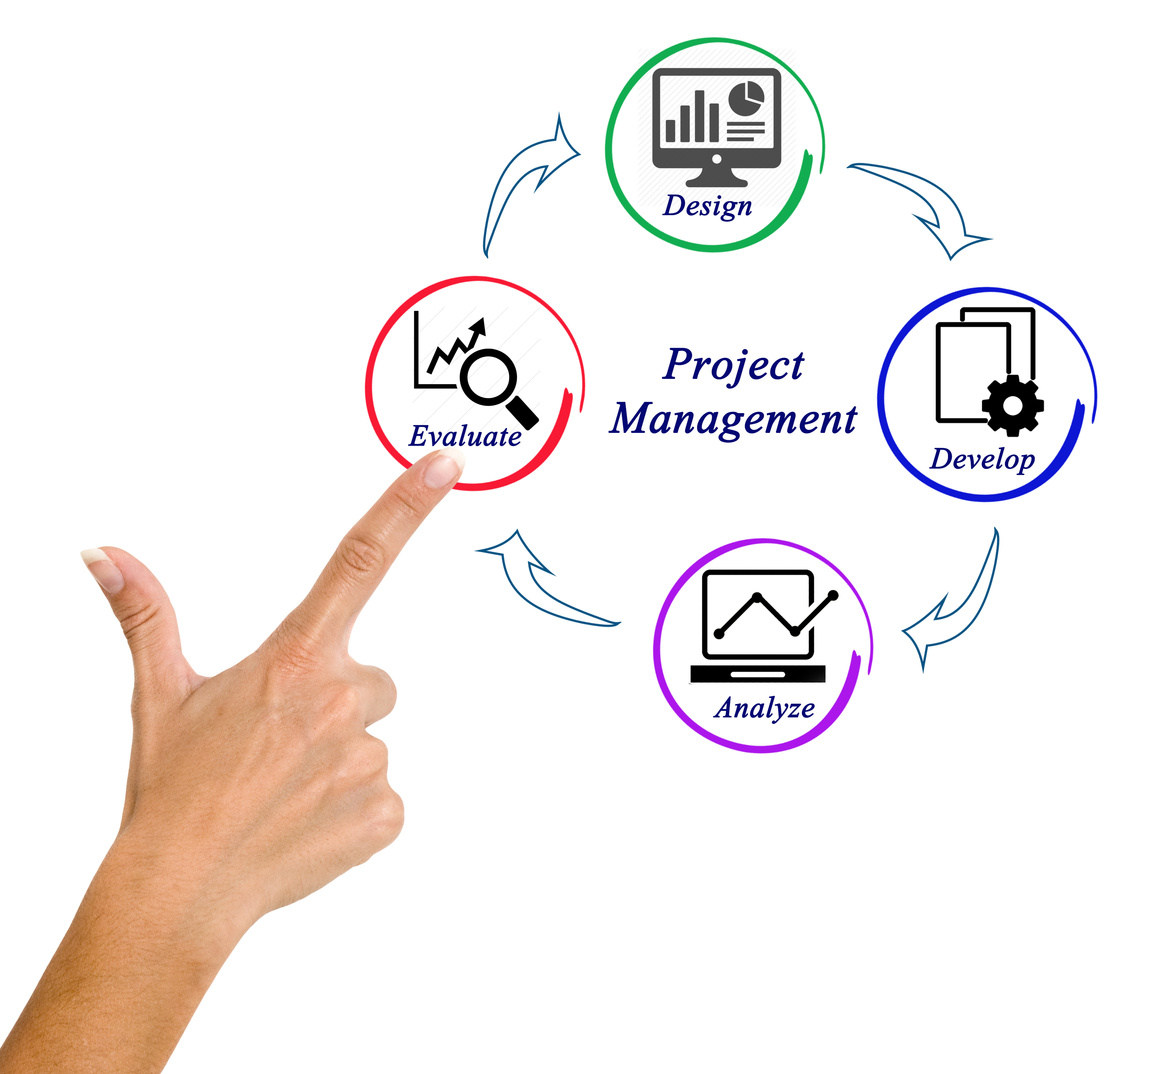 Design
Evaluate
Project
Management
Develop
Analyze